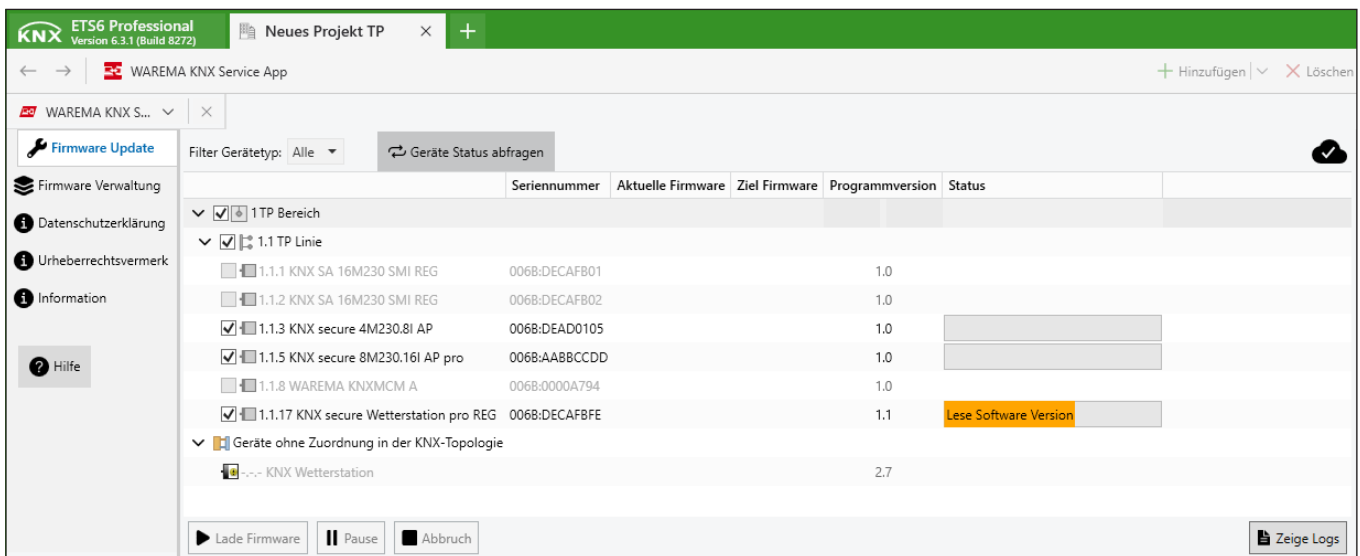 KNX ETS6 Professional
Version 6.3.1 (Build 8272)
Neues Projekt TP
WAREMA KNX Service App
Hinzufügen
Löschen
WAREMA KNX S...
Firmware Update
Firmware Verwaltung
Datenschutzerklärung
Urheberrechtsvermerk
Information
Hilfe
Filter Gerätetyp: Alle
Geräte Status abfragen
Seriennummer Aktuelle Firmware Ziel Firmware Programmversion Status
1 TP Bereich
1.1 TP Linie
1.1.1 KNX SA 16M230 SMI REG 006B:DECAFB01 1.0
1.1.2 KNX SA 16M230 SMI REG 006B:DECAFB02 1.0
1.1.3 KNX secure 4M230.8I AP 006B:DEAD0105 1.0
1.1.5 KNX secure 8M230.16I AP pro 006B:AABBCCDD 1.0
1.1.8 WAREMA KNXMCM A 006B:0000A794 1.0
1.1.17 KNX secure Wetterstation pro REG 006B:DECAFBFE 1.1 Lese Software Version
Geräte ohne Zuordnung in der KNX-Topologie
-.-.- KNX Wetterstation 2.7
Lade Firmware
Pause
Abbruch
Zeige Logs